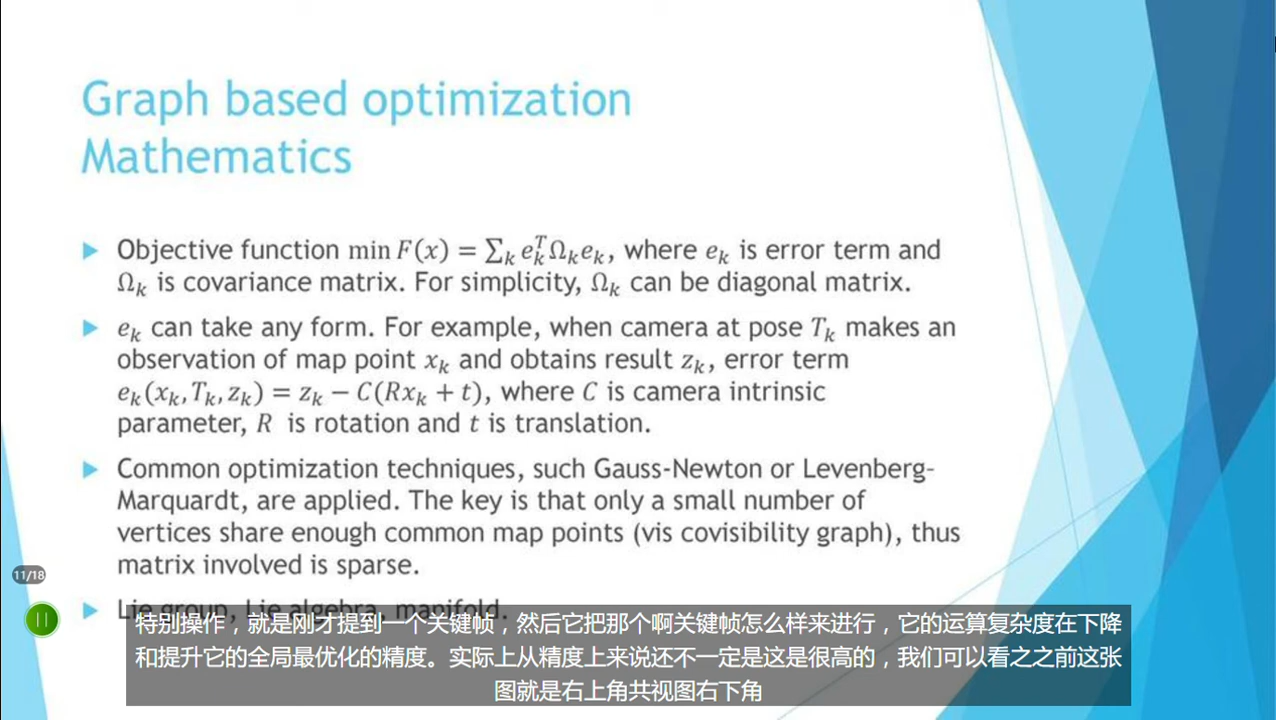 Graph based optimization
Mathematics
Objective function min F(x) = ∑ₖ eₖᵀΩₖeₖ, where eₖ is error term and
Ωₖ is covariance matrix. For simplicity, Ωₖ can be diagonal matrix.
eₖ can take any form. For example, when camera at pose Tₖ makes an
observation of map point xₖ and obtains result zₖ, error term
eₖ(xₖ, Tₖ, zₖ) = zₖ − C(Rxₖ + t), where C is camera intrinsic
parameter, R is rotation and t is translation.
Common optimization techniques, such Gauss-Newton or Levenberg–
Marquardt, are applied. The key is that only a small number of
vertices share enough common map points (vis covisibility graph), thus
matrix involved is sparse.
11/18
Lie group, Lie algebra, manifold.
特别操作，就是刚才提到一个关键帧，然后它把那个啊关键帧怎么样来进行，它的运算复杂度在下降
和提升它的全局最优化的精度。实际上从精度上来说还不一定是这是很高的，我们可以看之之前这张
图就是右上角共视图右下角